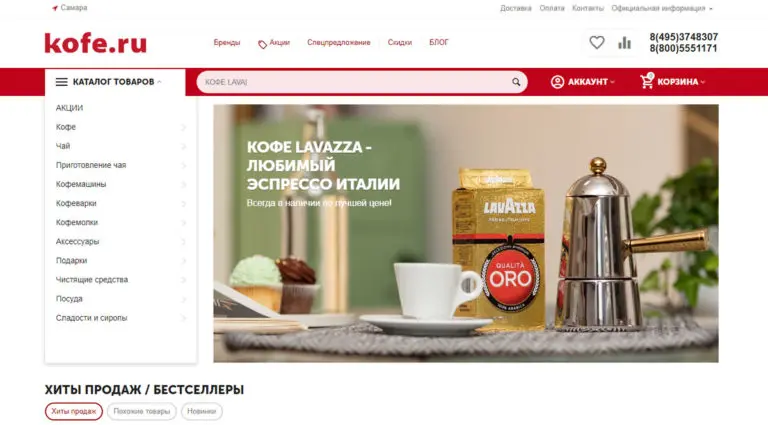 Самара
Доставка Оплата Контакты Официальная информация
kofe.ru
Бренды Акции Спецпредложение Скидки БЛОГ
8(495)3748307
8(800)5551171
КАТАЛОГ ТОВАРОВ
КОФЕ LAVAI
АККАУНТ
0
КОРЗИНА
АКЦИИ
Кофе
Чай
Приготовление чая
Кофемашины
Кофеварки
Кофемолки
Аксессуары
Подарки
Чистящие средства
Посуда
Сладости и сиропы
КОФЕ LAVAZZA -
ЛЮБИМЫЙ
ЭСПРЕССО ИТАЛИИ
Всегда в наличии по лучшей цене!
LAVAZZA
QUALITÀ
ORO
ХИТЫ ПРОДАЖ / БЕСТСЕЛЛЕРЫ
Хиты продаж Похожие товары Новинки